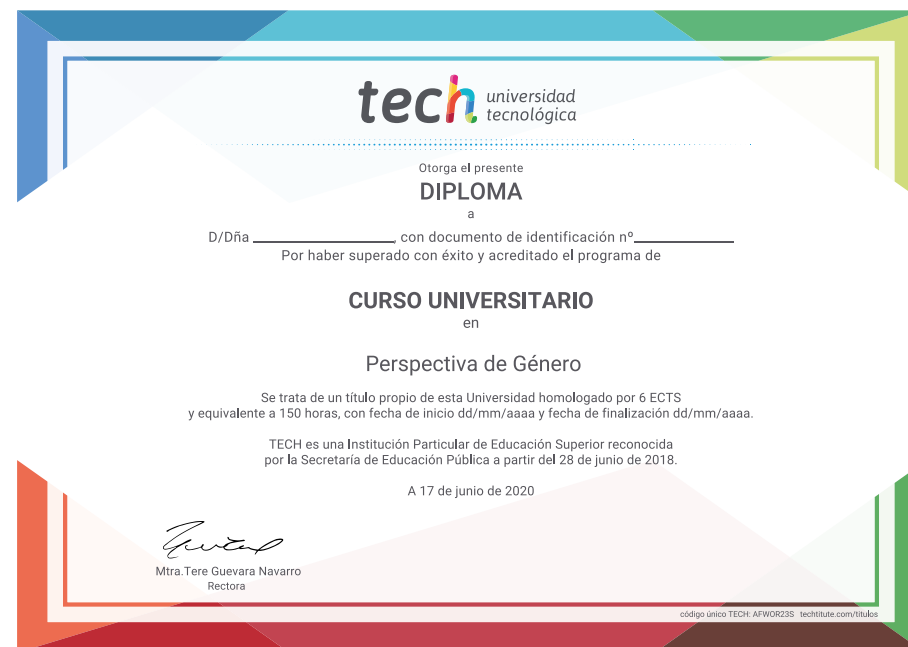 tech universidad
tecnológica
Otorga el presente
DIPLOMA
a
D/Dña ____________, con documento de identificación nº____________
Por haber superado con éxito y acreditado el programa de
CURSO UNIVERSITARIO
en
Perspectiva de Género
Se trata de un título propio de esta Universidad homologado por 6 ECTS
y equivalente a 150 horas, con fecha de inicio dd/mm/aaaa y fecha de finalización dd/mm/aaaa.
TECH es una Institución Particular de Educación Superior reconocida
por la Secretaría de Educación Pública a partir del 28 de junio de 2018.
A 17 de junio de 2020
Mtra.Tere Guevara Navarro
Rectora
código único TECH: AFWOR23S techtitute.com/titulos